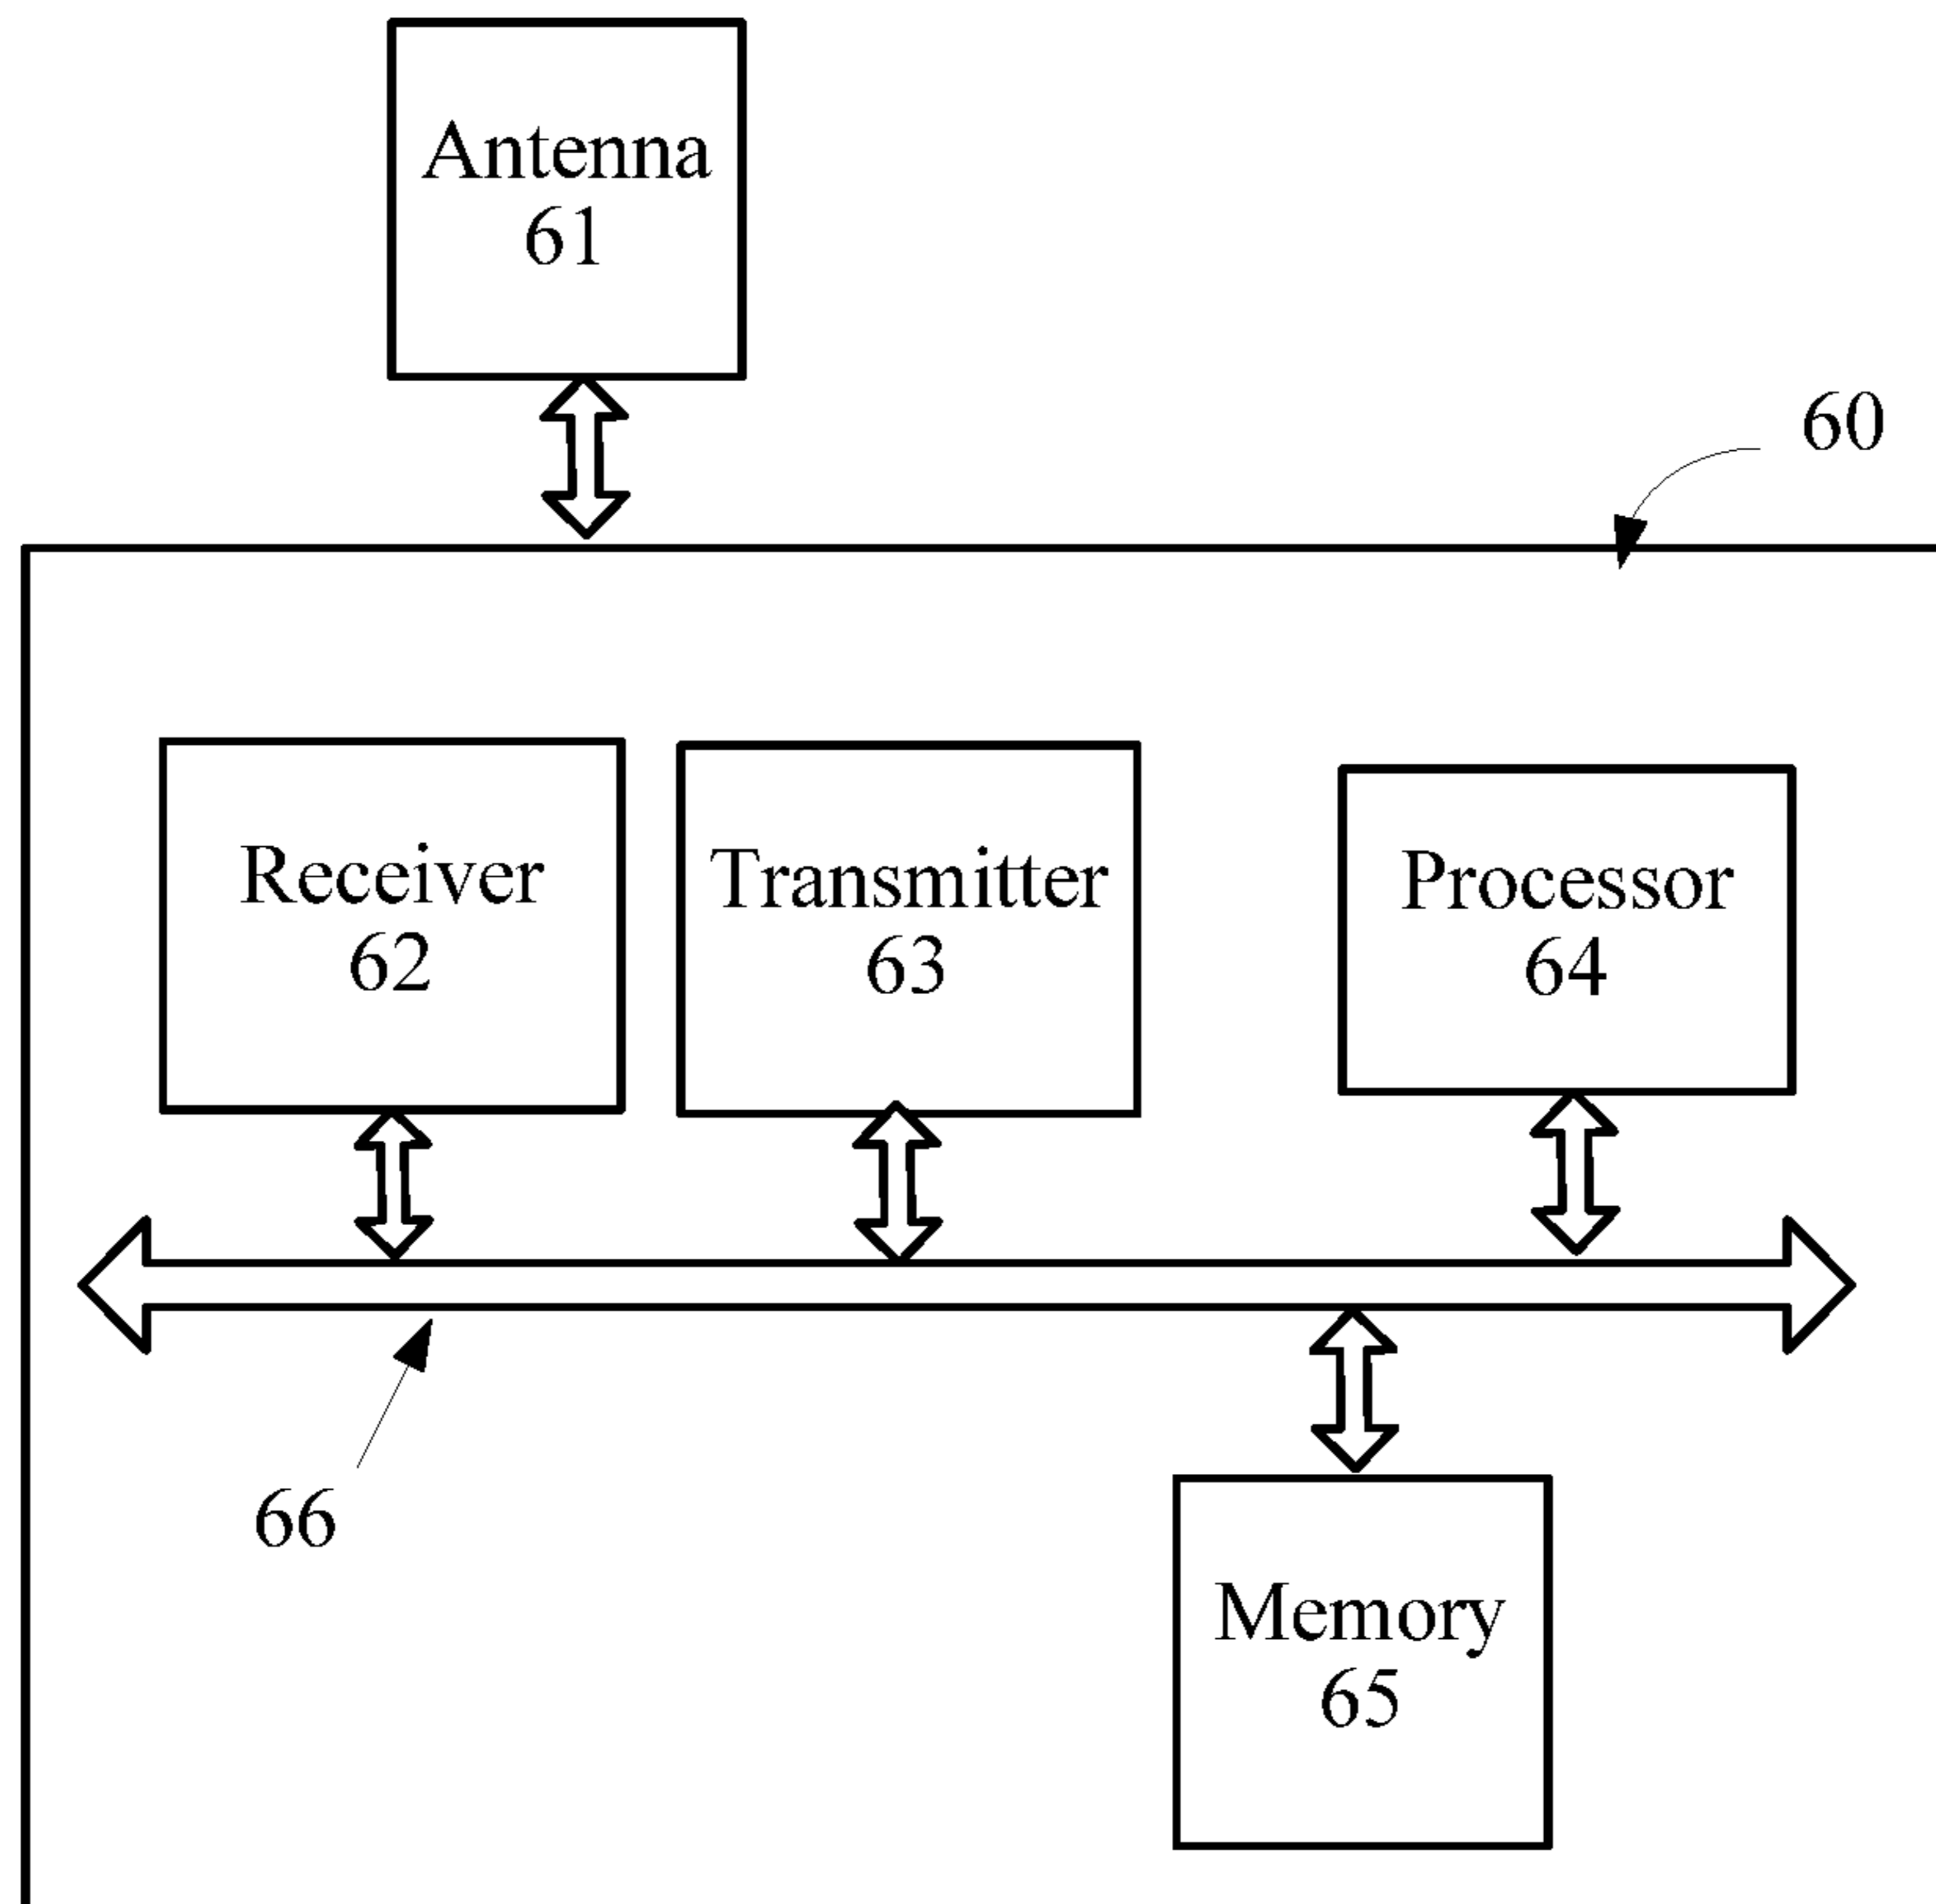 Antenna
61
60
Receiver
62
Transmitter
63
Processor
64
66
Memory
65